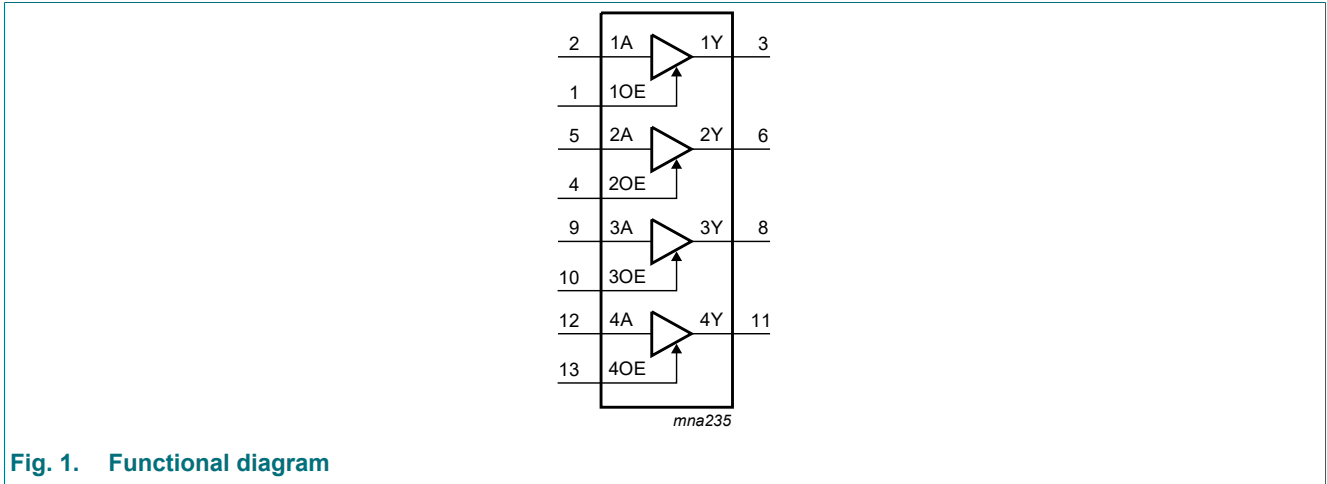 2 1A 1Y 3
1 1OE
5 2A 2Y 6
4 2OE
9 3A 3Y 8
10 3OE
12 4A 4Y 11
13 4OE
mna235
Fig. 1. Functional diagram